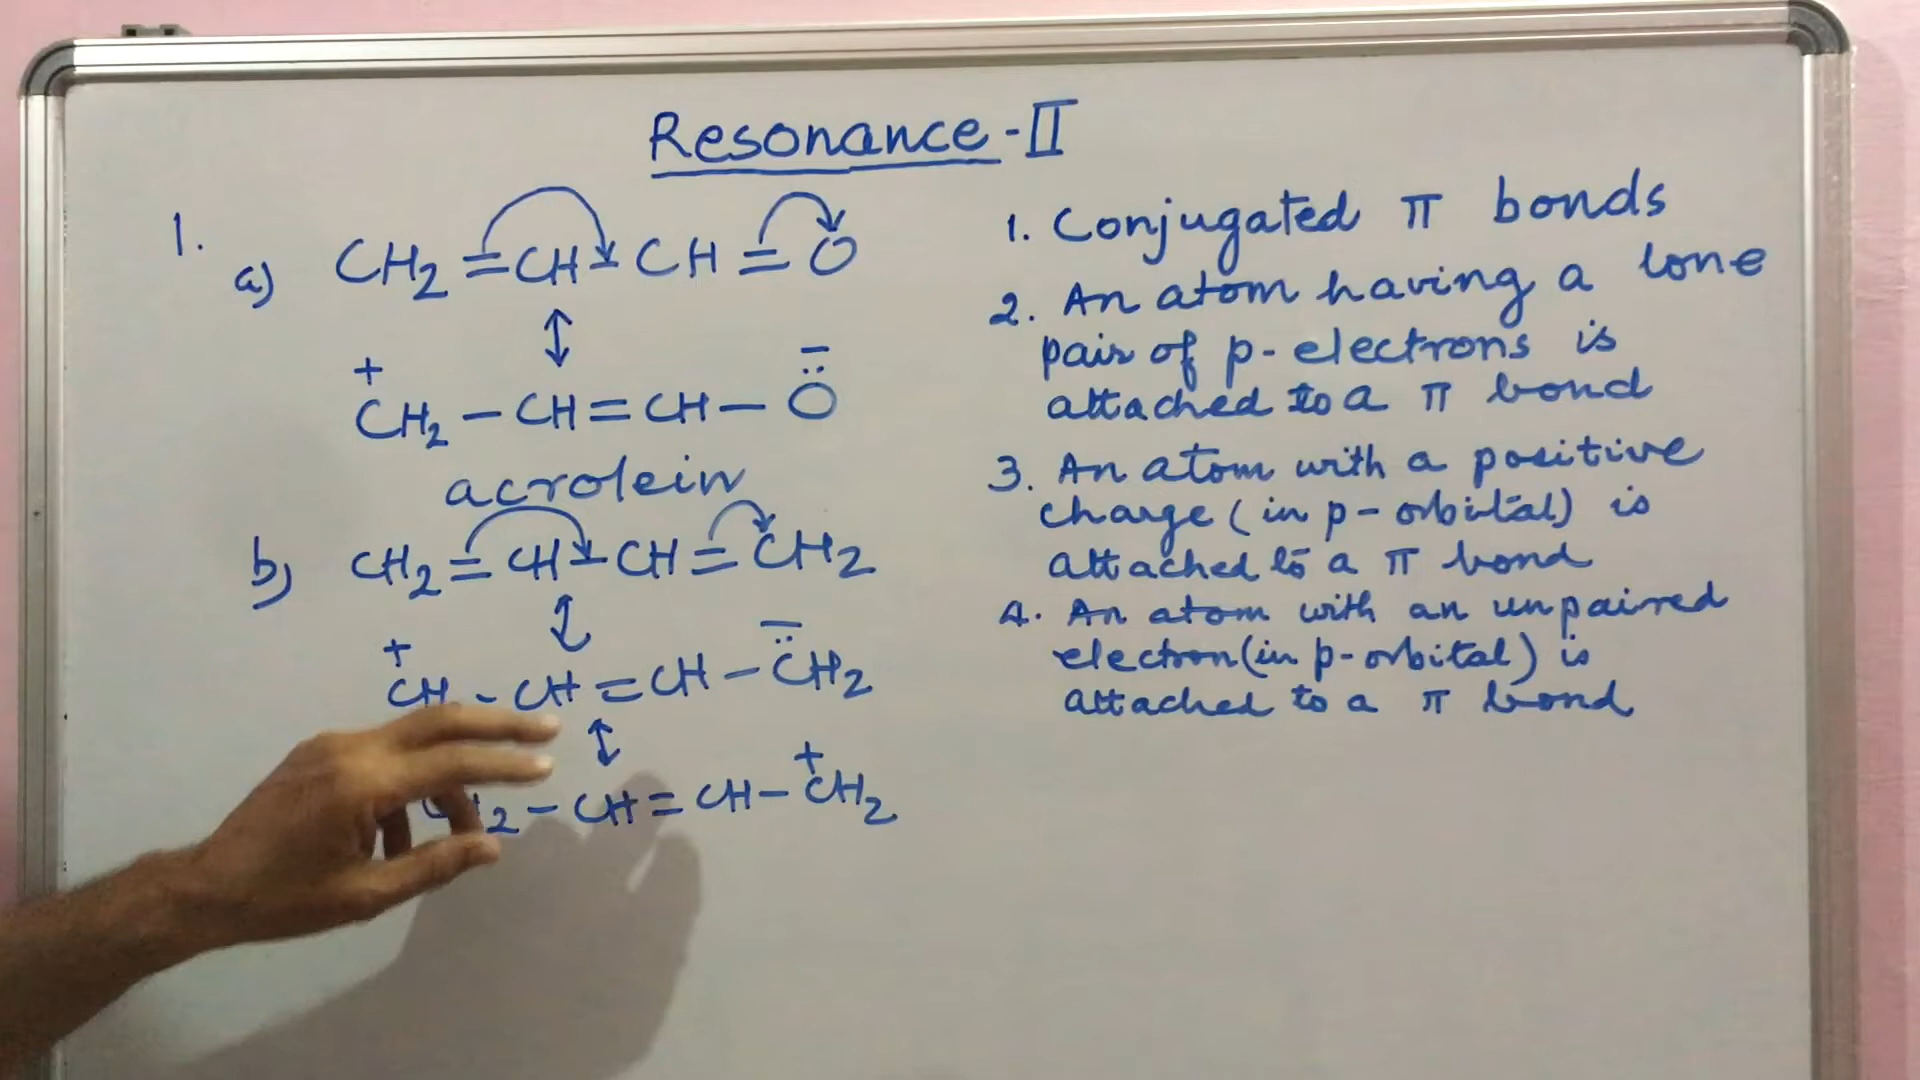 Resonance-II
1.
a) CH2=CH-CH=O
↕
+
CH2-CH=CH-Ö
-
acrolein
b) CH2=CH-CH=CH2
↕
+
CH-CH=CH-C̈H2
-
↕
H2-CH=CH-CH2
+
1. Conjugated π bonds
2. An atom having a lone
pair of p-electrons is
attached to a π bond
3. An atom with a positive
charge (in p-orbital) is
attached to a π bond
4. An atom with an unpaired
electron(in p-orbital) is
attached to a π bond